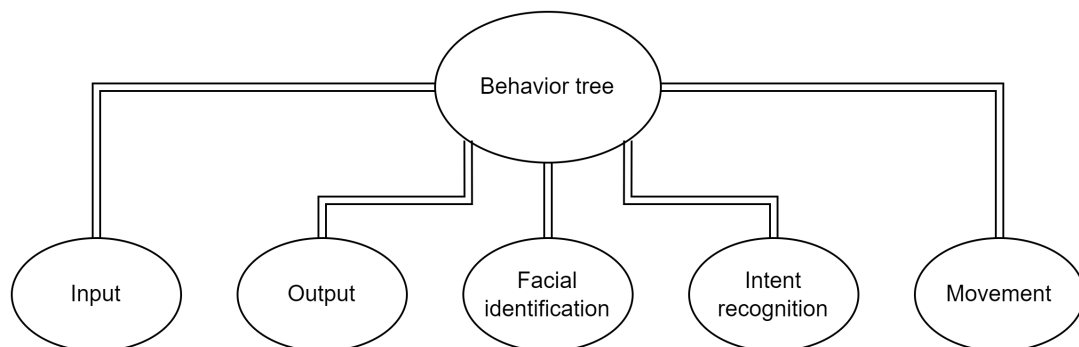 Behavior tree
Input
Output
Facial
identification
Intent
recognition
Movement